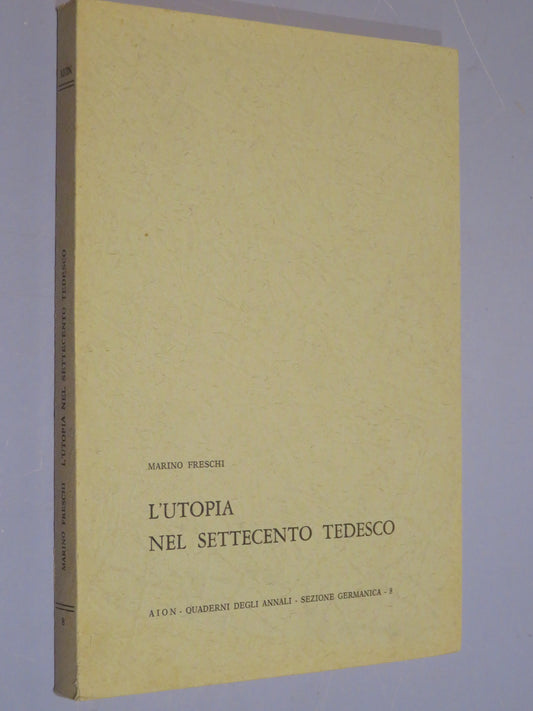 AION
MARINO FRESCHI L'UTOPIA NEL SETTECENTO TEDESCO
8
MARINO FRESCHI
L'UTOPIA
NEL SETTECENTO TEDESCO
AION - QUADERNI DEGLI ANNALI - SEZIONE GERMANICA - 8